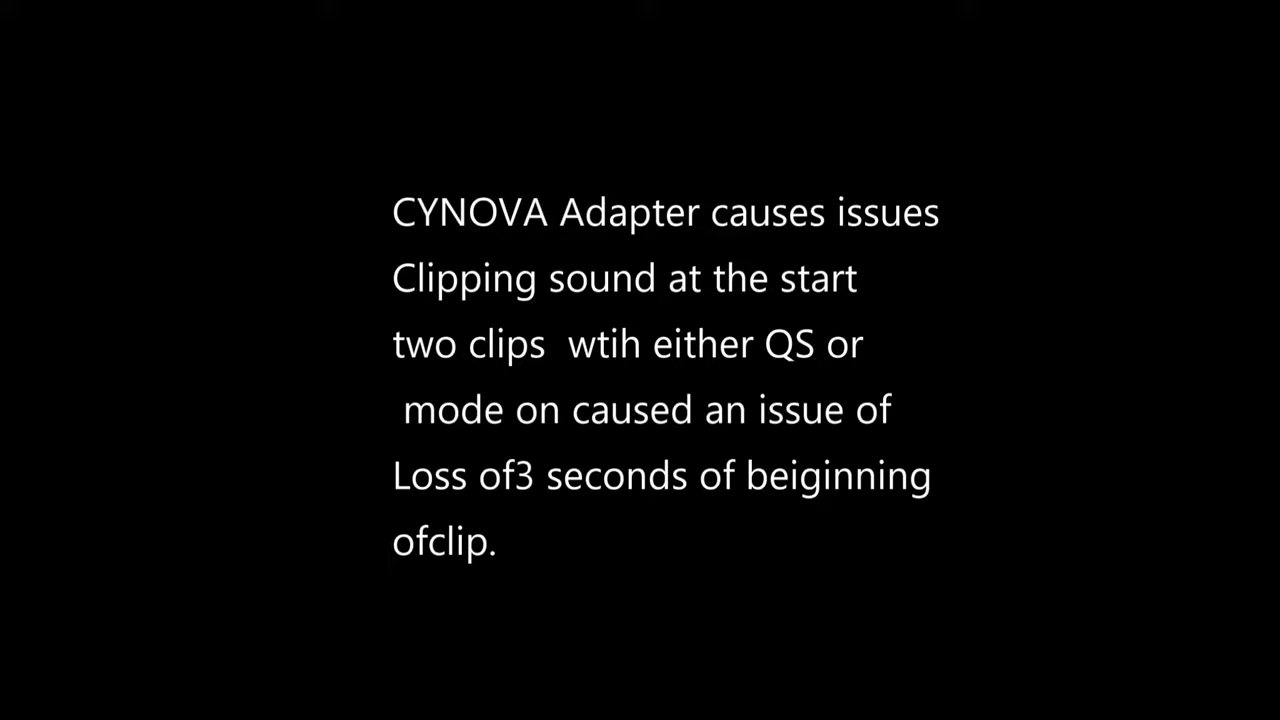 CYNOVA Adapter causes issues
Clipping sound at the start
two clips  wtih either QS or
mode on caused an issue of
Loss of3 seconds of beiginning
ofclip.